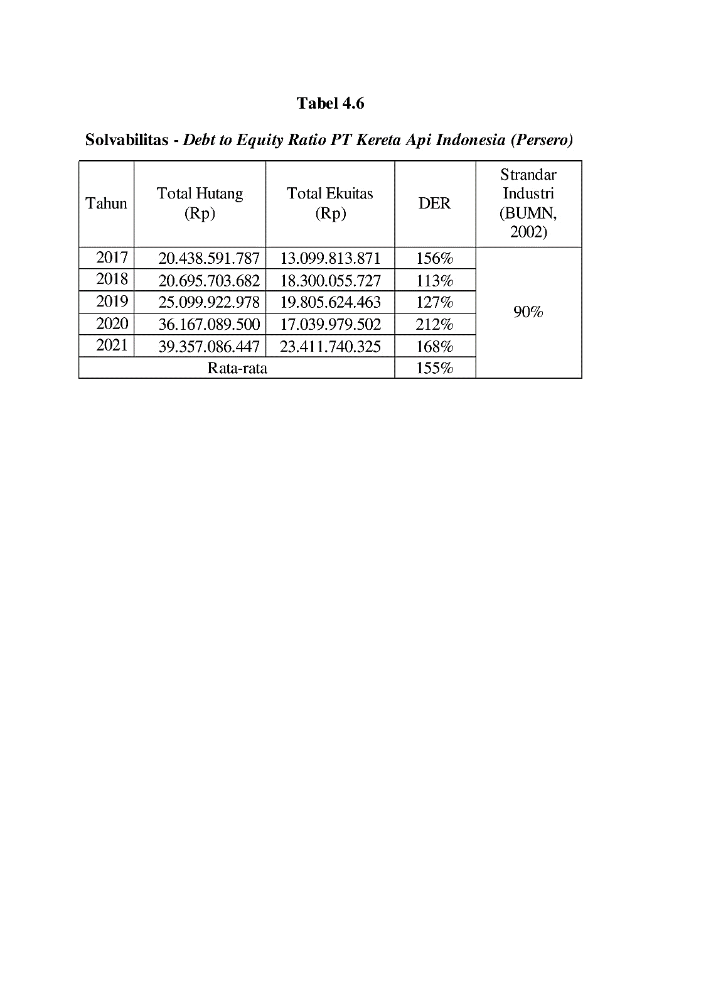 Tabel 4.6
Solvabilitas - Debt to Equity Ratio PT Kereta Api Indonesia (Persero)
Tahun Total Hutang (Rp) Total Ekuitas (Rp) DER Strandar Industri (BUMN, 2002)
2017 20.438.591.787 13.099.813.871 156% 90%
2018 20.695.703.682 18.300.055.727 113%
2019 25.099.922.978 19.805.624.463 127%
2020 36.167.089.500 17.039.979.502 212%
2021 39.357.086.447 23.411.740.325 168%
Rata-rata 155%